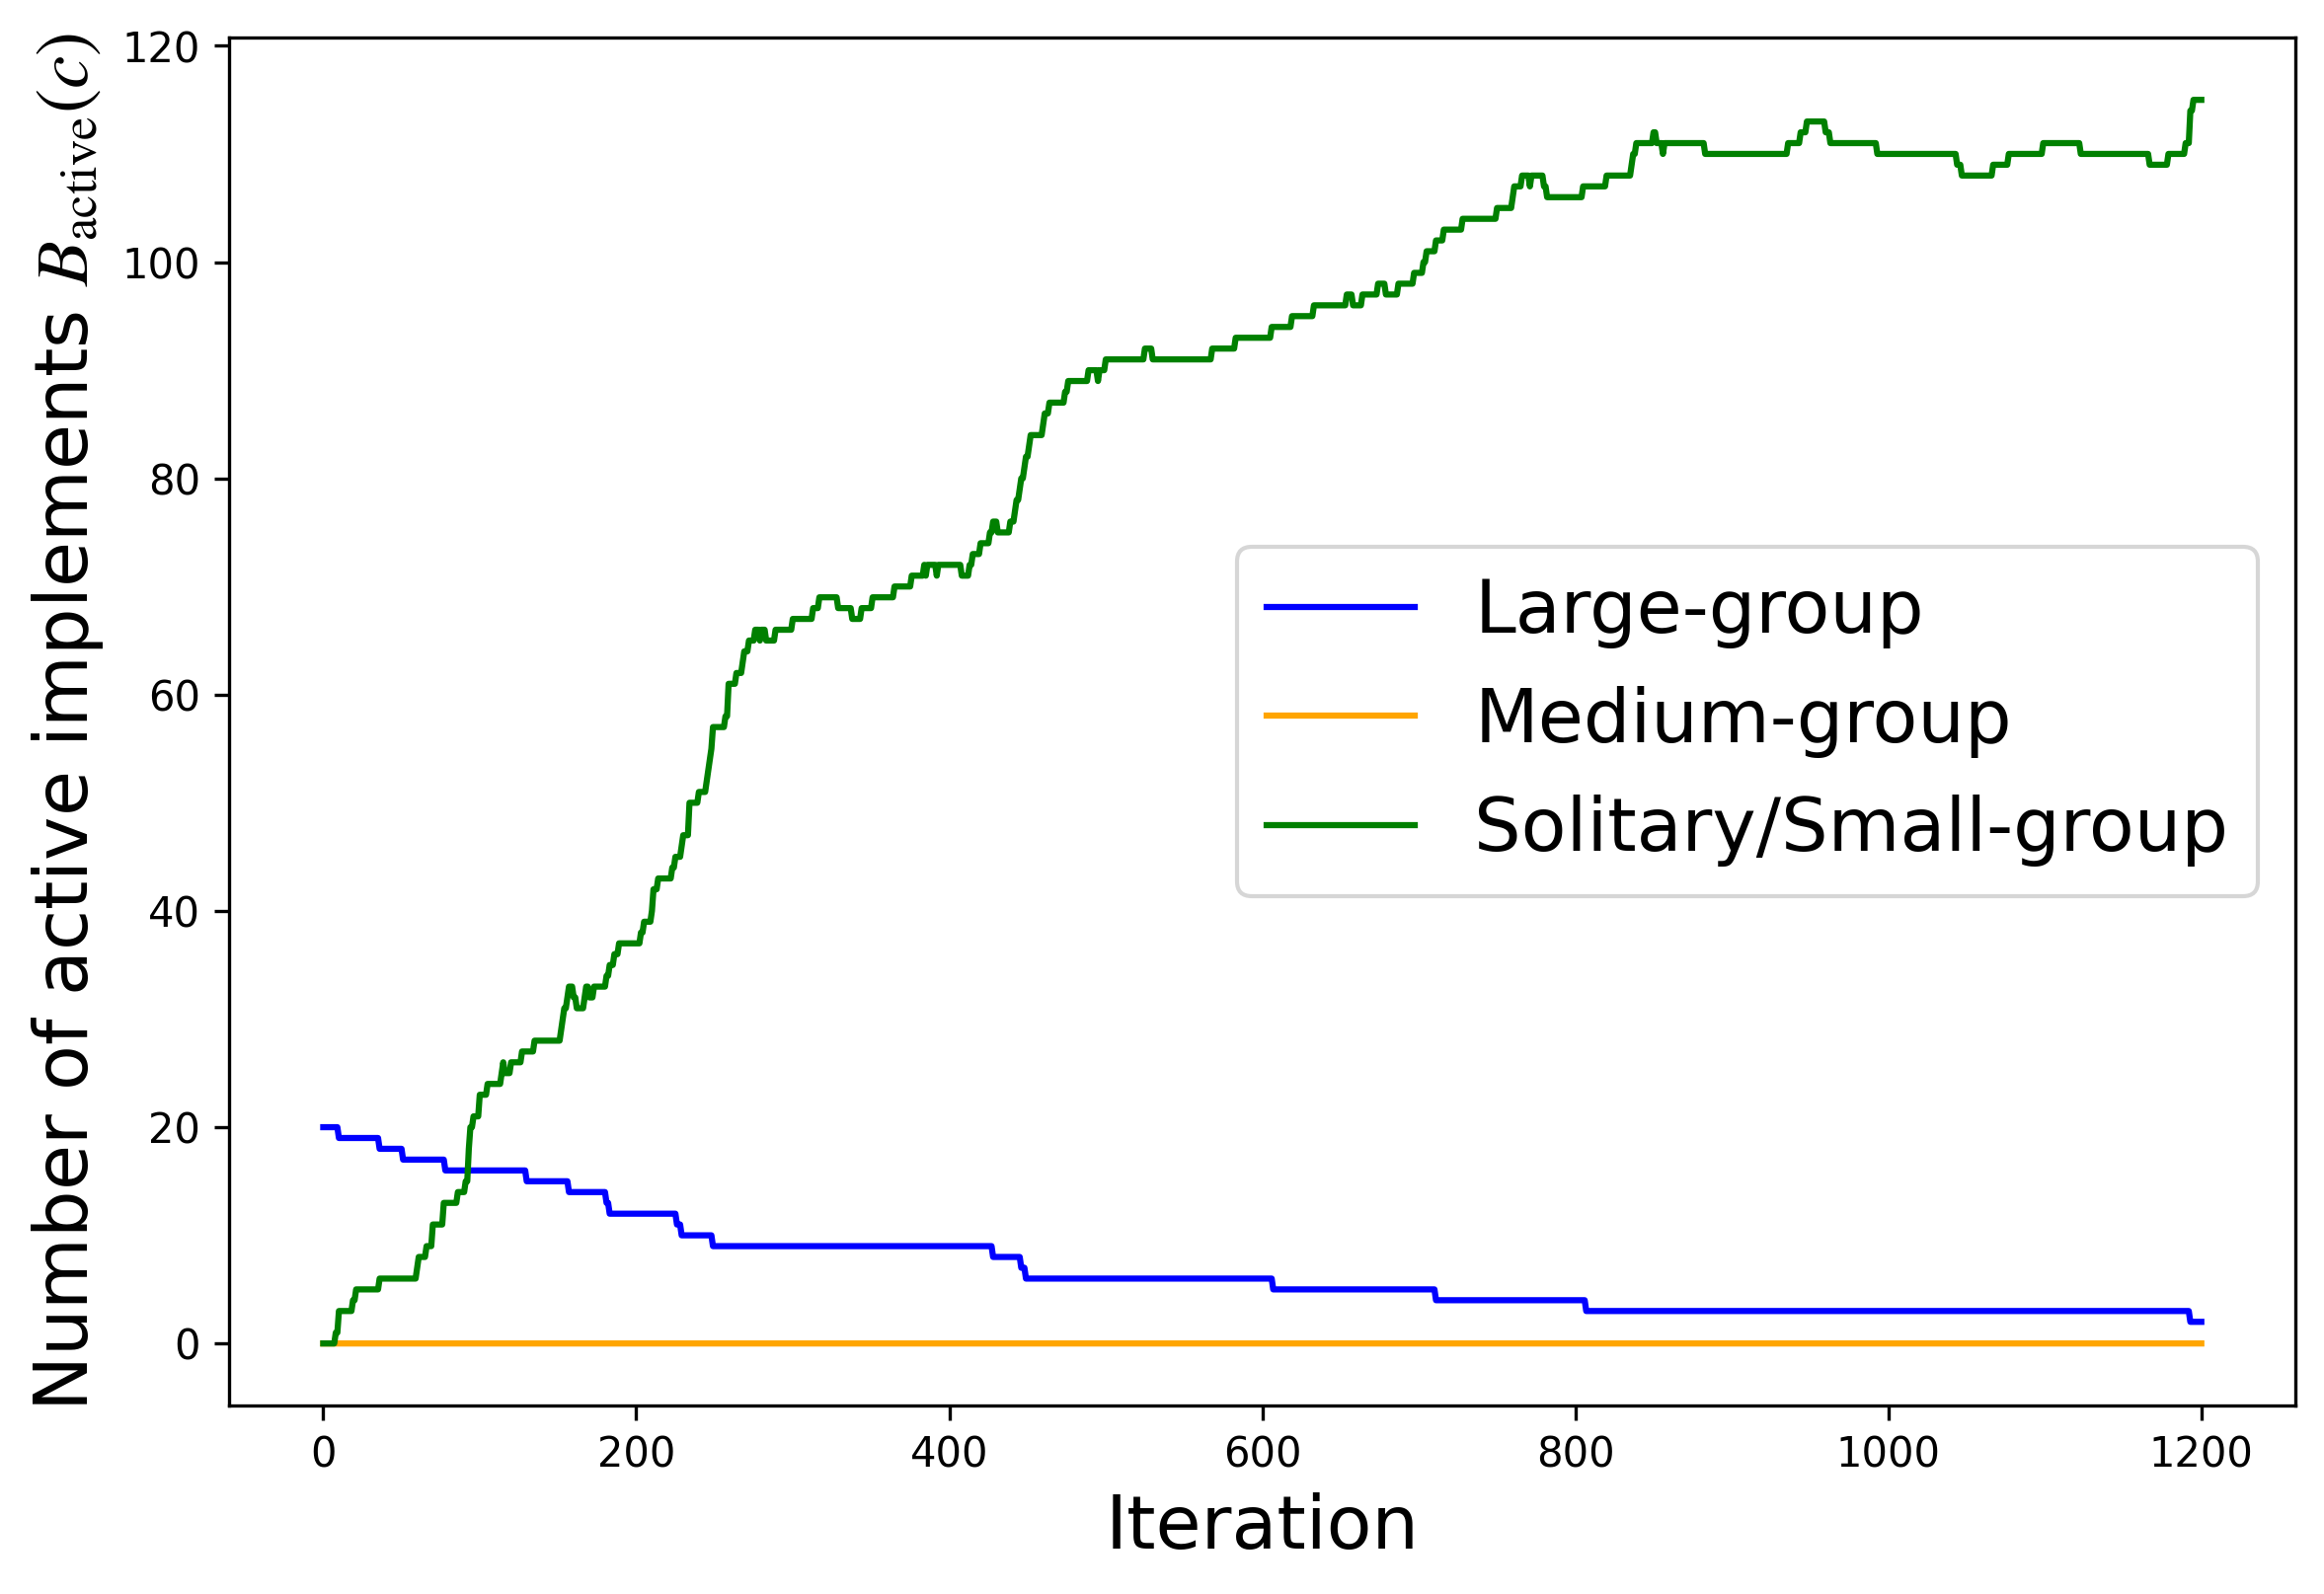 Number of active implements B_active(c)
120
100
80
60
40
20
0
Large-group
Medium-group
Solitary/Small-group
0 200 400 600 800 1000 1200
Iteration